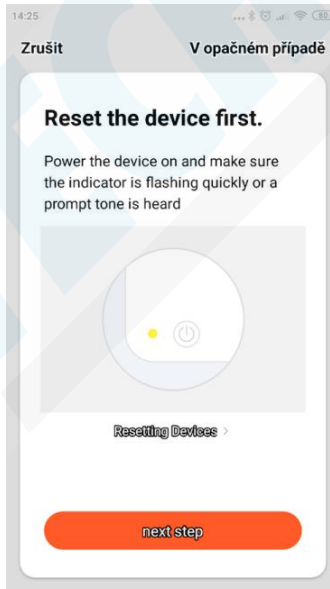 14:25
Zrušit
V opačném případě
Reset the device first.
Power the device on and make sure
the indicator is flashing quickly or a
prompt tone is heard
Resetting Devices >
next step